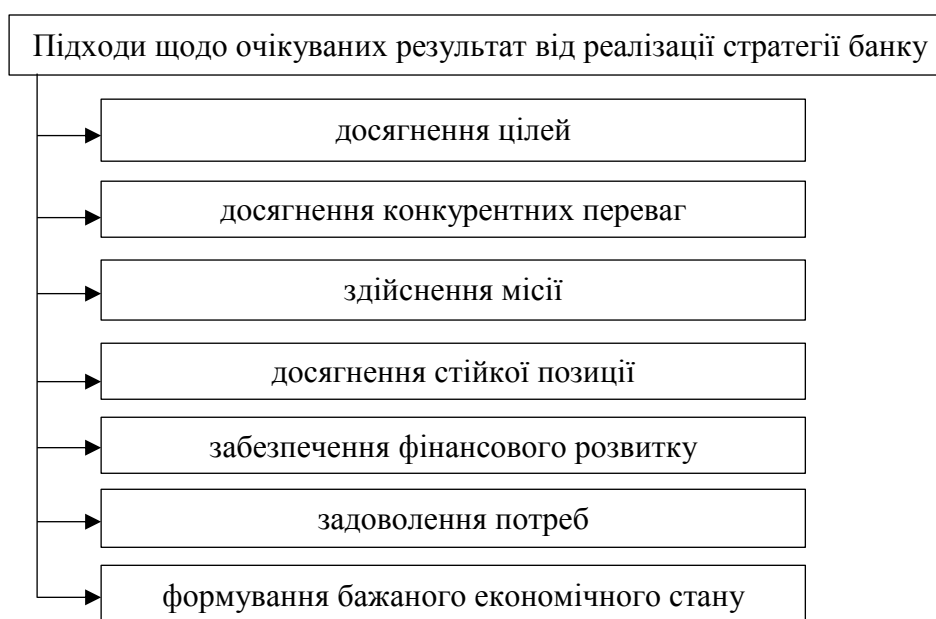 Підходи щодо очікуваних результат від реалізації стратегії банку
досягнення цілей
досягнення конкурентних переваг
здійснення місії
досягнення стійкої позиції
забезпечення фінансового розвитку
задоволення потреб
формування бажаного економічного стану